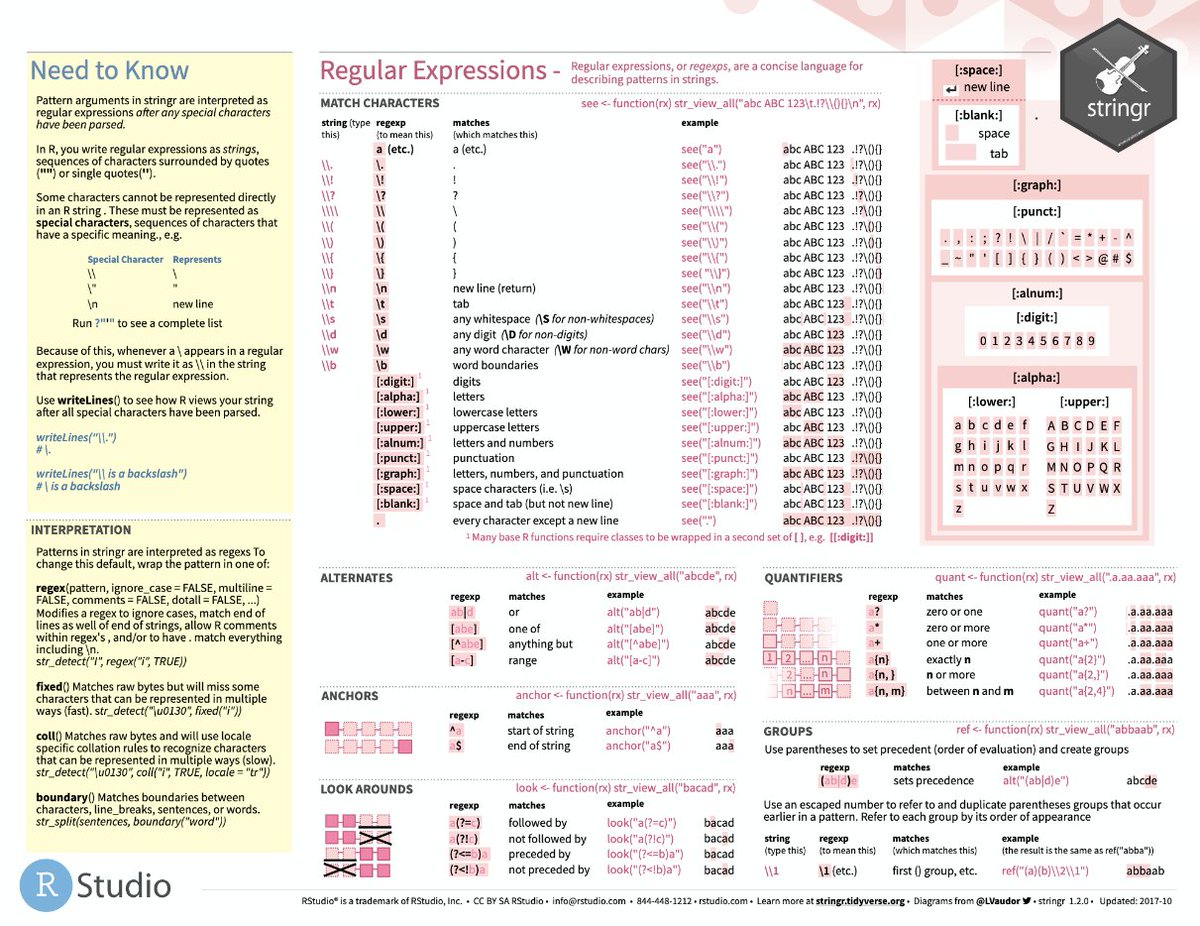 Need to Know
Pattern arguments in stringr are interpreted as
regular expressions after any special characters
have been parsed.
In R, you write regular expressions as strings,
sequences of characters surrounded by quotes
("") or single quotes('').
Some characters cannot be represented directly
in an R string . These must be represented as
special characters, sequences of characters that
have a specific meaning., e.g.
Special Character Represents
\\ \
\" "
\n new line
Run ?"'" to see a complete list
Because of this, whenever a \ appears in a regular
expression, you must write it as \\ in the string
that represents the regular expression.
Use writeLines() to see how R views your string
after all special characters have been parsed.
writeLines("\\.")
# \.
writeLines("\\ is a backslash")
# \ is a backslash
INTERPRETATION
Patterns in stringr are interpreted as regexs To
change this default, wrap the pattern in one of:
regex(pattern, ignore_case = FALSE, multiline =
FALSE, comments = FALSE, dotall = FALSE, ...)
Modifies a regex to ignore cases, match end of
lines as well of end of strings, allow R comments
within regex's , and/or to have . match everything
including \n.
str_detect("I", regex("i", TRUE))
fixed() Matches raw bytes but will miss some
characters that can be represented in multiple
ways (fast). str_detect("\u0130", fixed("i"))
coll() Matches raw bytes and will use locale
specific collation rules to recognize characters
that can be represented in multiple ways (slow).
str_detect("\u0130", coll("i", TRUE, locale = "tr"))
boundary() Matches boundaries between
characters, line_breaks, sentences, or words.
str_split(sentences, boundary("word"))
Regular Expressions -
Regular expressions, or regexps, are a concise language for
describing patterns in strings.
MATCH CHARACTERS see <- function(rx) str_view_all("abc ABC 123\t.!?\\(){}\n", rx)
string (type regexp matches example
this) (to mean this) (which matches this)
a (etc.) a (etc.) see("a") abc ABC 123 .!?\(){}
\\. \. . see("\\.") abc ABC 123 .!?\(){}
\\! \! ! see("\\!") abc ABC 123 .!?\(){}
\\? \? ? see("\\?") abc ABC 123 .!?\(){}
\\\\ \\ \ see("\\\\") abc ABC 123 .!?\(){}
\\( \( ( see("\\(") abc ABC 123 .!?\(){}
\\) \) ) see("\\)") abc ABC 123 .!?\(){}
\\{ \{ { see("\\{") abc ABC 123 .!?\(){}
\\} \} } see( "\\}") abc ABC 123 .!?\(){}
\\n \n new line (return) see("\\n") abc ABC 123 .!?\(){}
\\t \t tab see("\\t") abc ABC 123 .!?\(){}
\\s \s any whitespace (\S for non-whitespaces) see("\\s") abc ABC 123 .!?\(){}
\\d \d any digit (\D for non-digits) see("\\d") abc ABC 123 .!?\(){}
\\w \w any word character (\W for non-word chars) see("\\w") abc ABC 123 .!?\(){}
\\b \b word boundaries see("\\b") abc ABC 123 .!?\(){}
[:digit:] 1 digits see("[:digit:]") abc ABC 123 .!?\(){}
[:alpha:] 1 letters see("[:alpha:]") abc ABC 123 .!?\(){}
[:lower:] 1 lowercase letters see("[:lower:]") abc ABC 123 .!?\(){}
[:upper:] 1 uppercase letters see("[:upper:]") abc ABC 123 .!?\(){}
[:alnum:] 1 letters and numbers see("[:alnum:]") abc ABC 123 .!?\(){}
[:punct:] 1 punctuation see("[:punct:]") abc ABC 123 .!?\(){}
[:graph:] 1 letters, numbers, and punctuation see("[:graph:]") abc ABC 123 .!?\(){}
[:space:] 1 space characters (i.e. \s) see("[:space:]") abc ABC 123 .!?\(){}
[:blank:] 1 space and tab (but not new line) see("[:blank:]") abc ABC 123 .!?\(){}
. every character except a new line see(".") abc ABC 123 .!?\(){}
1 Many base R functions require classes to be wrapped in a second set of [ ], e.g. [[:digit:]]
[:space:]
new line
[:blank:]
space
tab
.
stringr
[:graph:]
[:punct:]
. , : ; ? ! \ | / ` = * + - ^
_ ~ " ' [ ] { } ( ) < > @ # $
[:alnum:]
[:digit:]
0 1 2 3 4 5 6 7 8 9
[:alpha:]
[:lower:] [:upper:]
a b c d e f A B C D E F
g h i j k l G H I J K L
m n o p q r M N O P Q R
s t u v w x S T U V W X
z Z
ALTERNATES alt <- function(rx) str_view_all("abcde", rx)
regexp matches example
ab|d or alt("ab|d") abcde
[abe] one of alt("[abe]") abcde
[^abe] anything but alt("[^abe]") abcde
[a-c] range alt("[a-c]") abcde
ANCHORS anchor <- function(rx) str_view_all("aaa", rx)
regexp matches example
^a start of string anchor("^a") aaa
a$ end of string anchor("a$") aaa
LOOK AROUNDS look <- function(rx) str_view_all("bacad", rx)
regexp matches example
a(?=c) followed by look("a(?=c)") bacad
a(?!c) not followed by look("a(?!c)") bacad
(?<=b)a preceded by look("(?<=b)a") bacad
(?<!b)a not preceded by look("(?<!b)a") bacad
QUANTIFIERS quant <- function(rx) str_view_all(".a.aa.aaa", rx)
regexp matches example
a? zero or one quant("a?") .a.aa.aaa
a* zero or more quant("a*") .a.aa.aaa
a+ one or more quant("a+") .a.aa.aaa
1 2 ... n a{n} exactly n quant("a{2}") .a.aa.aaa
2 ... n a{n, } n or more quant("a{2,}") .a.aa.aaa
n ... m a{n, m} between n and m quant("a{2,4}") .a.aa.aaa
GROUPS ref <- function(rx) str_view_all("abbaab", rx)
Use parentheses to set precedent (order of evaluation) and create groups
regexp matches example
(ab|d)e sets precedence alt("(ab|d)e") abcde
Use an escaped number to refer to and duplicate parentheses groups that occur
earlier in a pattern. Refer to each group by its order of appearance
string regexp matches example
(type this) (to mean this) (which matches this) (the result is the same as ref("abba"))
\\1 \1 (etc.) first () group, etc. ref("(a)(b)\\2\\1") abbaab
R Studio
RStudio® is a trademark of RStudio, Inc. • CC BY SA RStudio • info@rstudio.com • 844-448-1212 • rstudio.com • Learn more at stringr.tidyverse.org • Diagrams from @LVaudor • stringr 1.2.0 • Updated: 2017-10